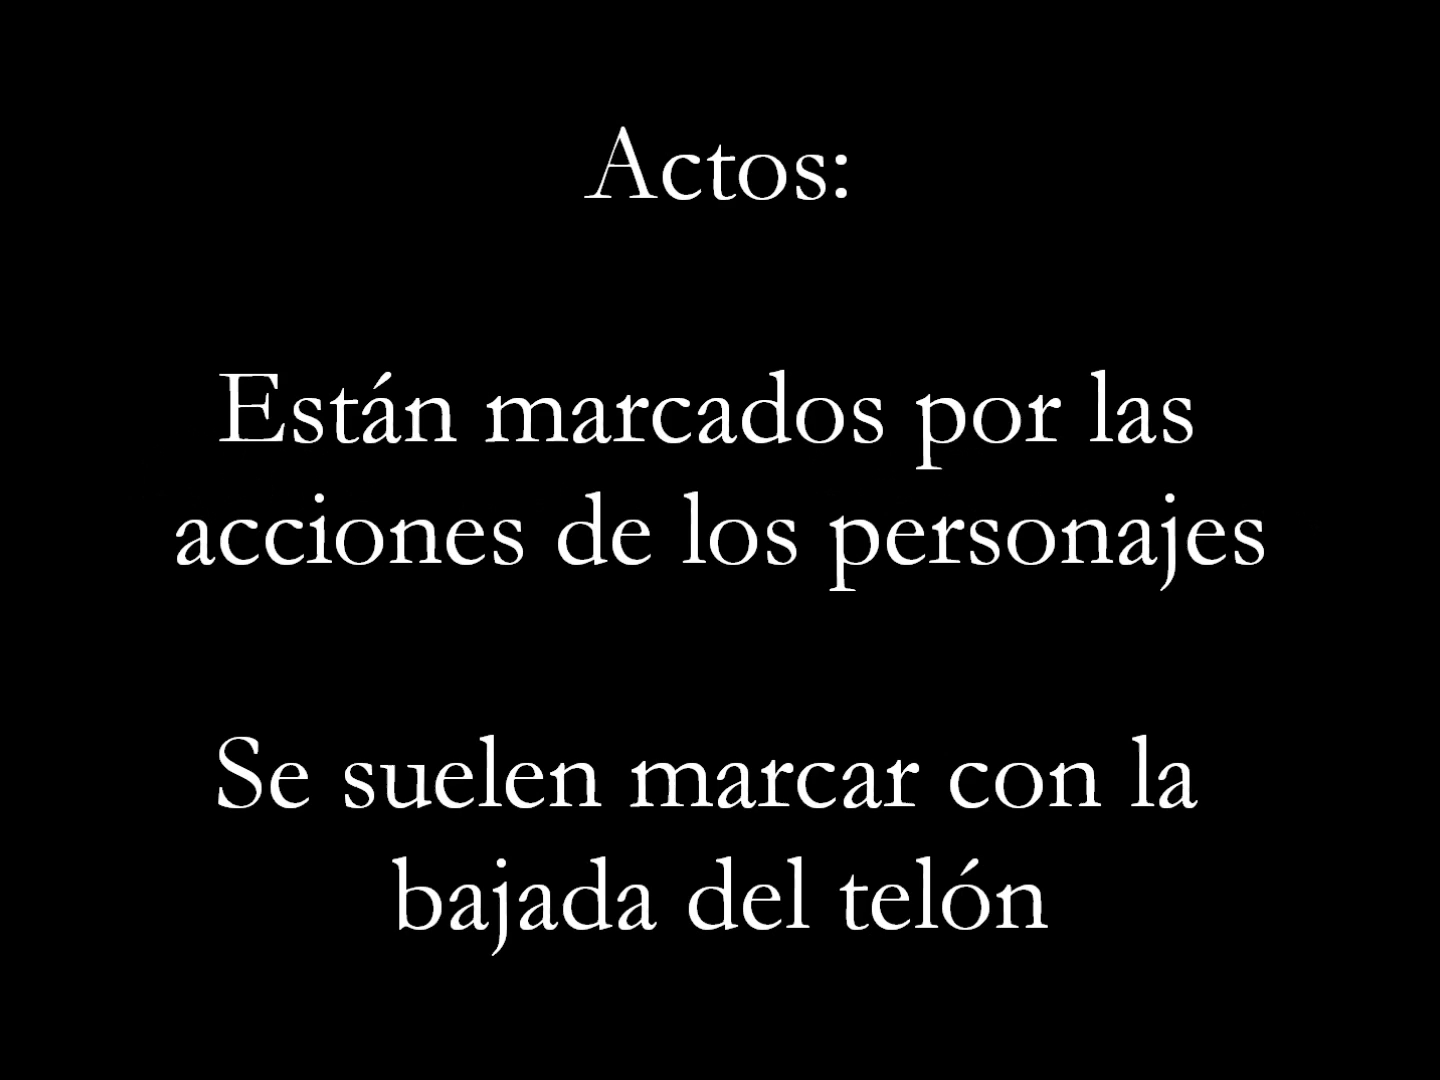 Actos:
Están marcados por las
acciones de los personajes
Se suelen marcar con la
bajada del telón